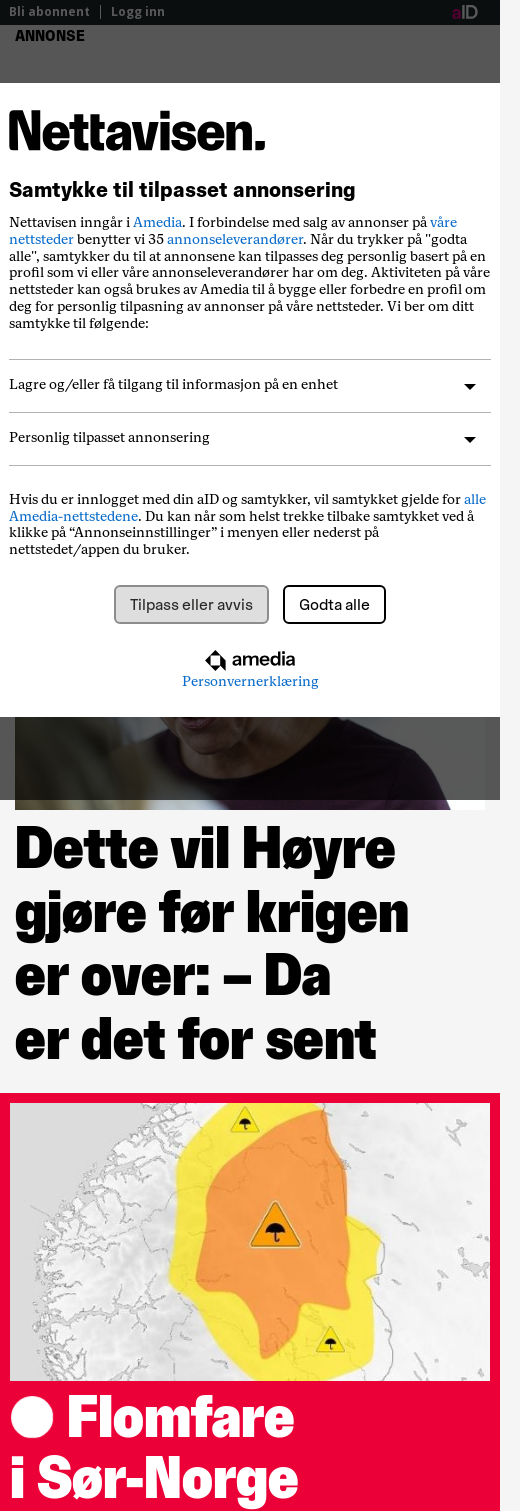 Bli abonnent | Logg inn
aID
ANNONSE
Nettavisen.
Samtykke til tilpasset annonsering
Nettavisen inngår i Amedia. I forbindelse med salg av annonser på våre
nettsteder benytter vi 35 annonseleverandører. Når du trykker på "godta
alle", samtykker du til at annonsene kan tilpasses deg personlig basert på en
profil som vi eller våre annonseleverandører har om deg. Aktiviteten på våre
nettsteder kan også brukes av Amedia til å bygge eller forbedre en profil om
deg for personlig tilpasning av annonser på våre nettsteder. Vi ber om ditt
samtykke til følgende:
Lagre og/eller få tilgang til informasjon på en enhet
Personlig tilpasset annonsering
Hvis du er innlogget med din aID og samtykker, vil samtykket gjelde for alle
Amedia-nettstedene. Du kan når som helst trekke tilbake samtykket ved å
klikke på “Annonseinnstillinger” i menyen eller nederst på
nettstedet/appen du bruker.
Tilpass eller avvis
Godta alle
amedia
Personvernerklæring
Dette vil Høyre
gjøre før krigen
er over: – Da
er det for sent
Flomfare
i Sør-Norge